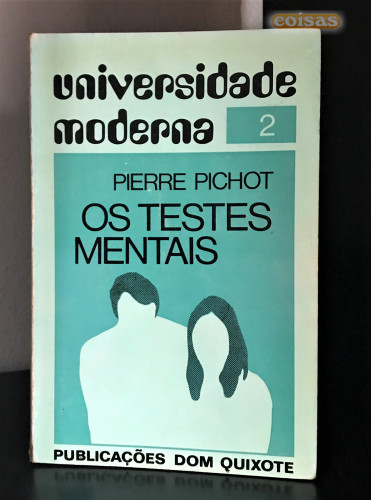 coisas
universidade
moderna 2
PIERRE PICHOT
OS TESTES
MENTAIS
PUBLICAÇÕES DOM QUIXOTE